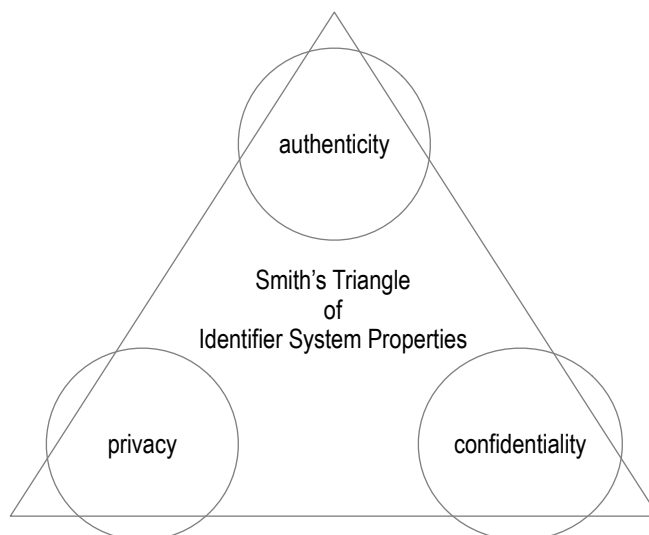 authenticity
Smith's Triangle
of
Identifier System Properties
privacy
confidentiality